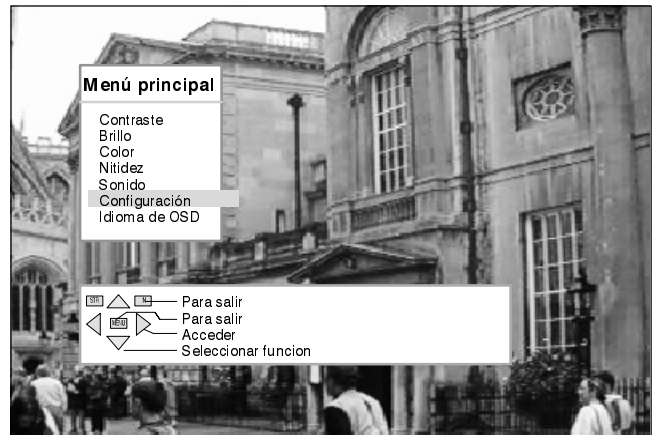 Menú principal
Contraste
Brillo
Color
Nitidez
Sonido
Configuración
Idioma de OSD
STR
N
Para salir
MENU
Para salir
Acceder
Seleccionar funcion